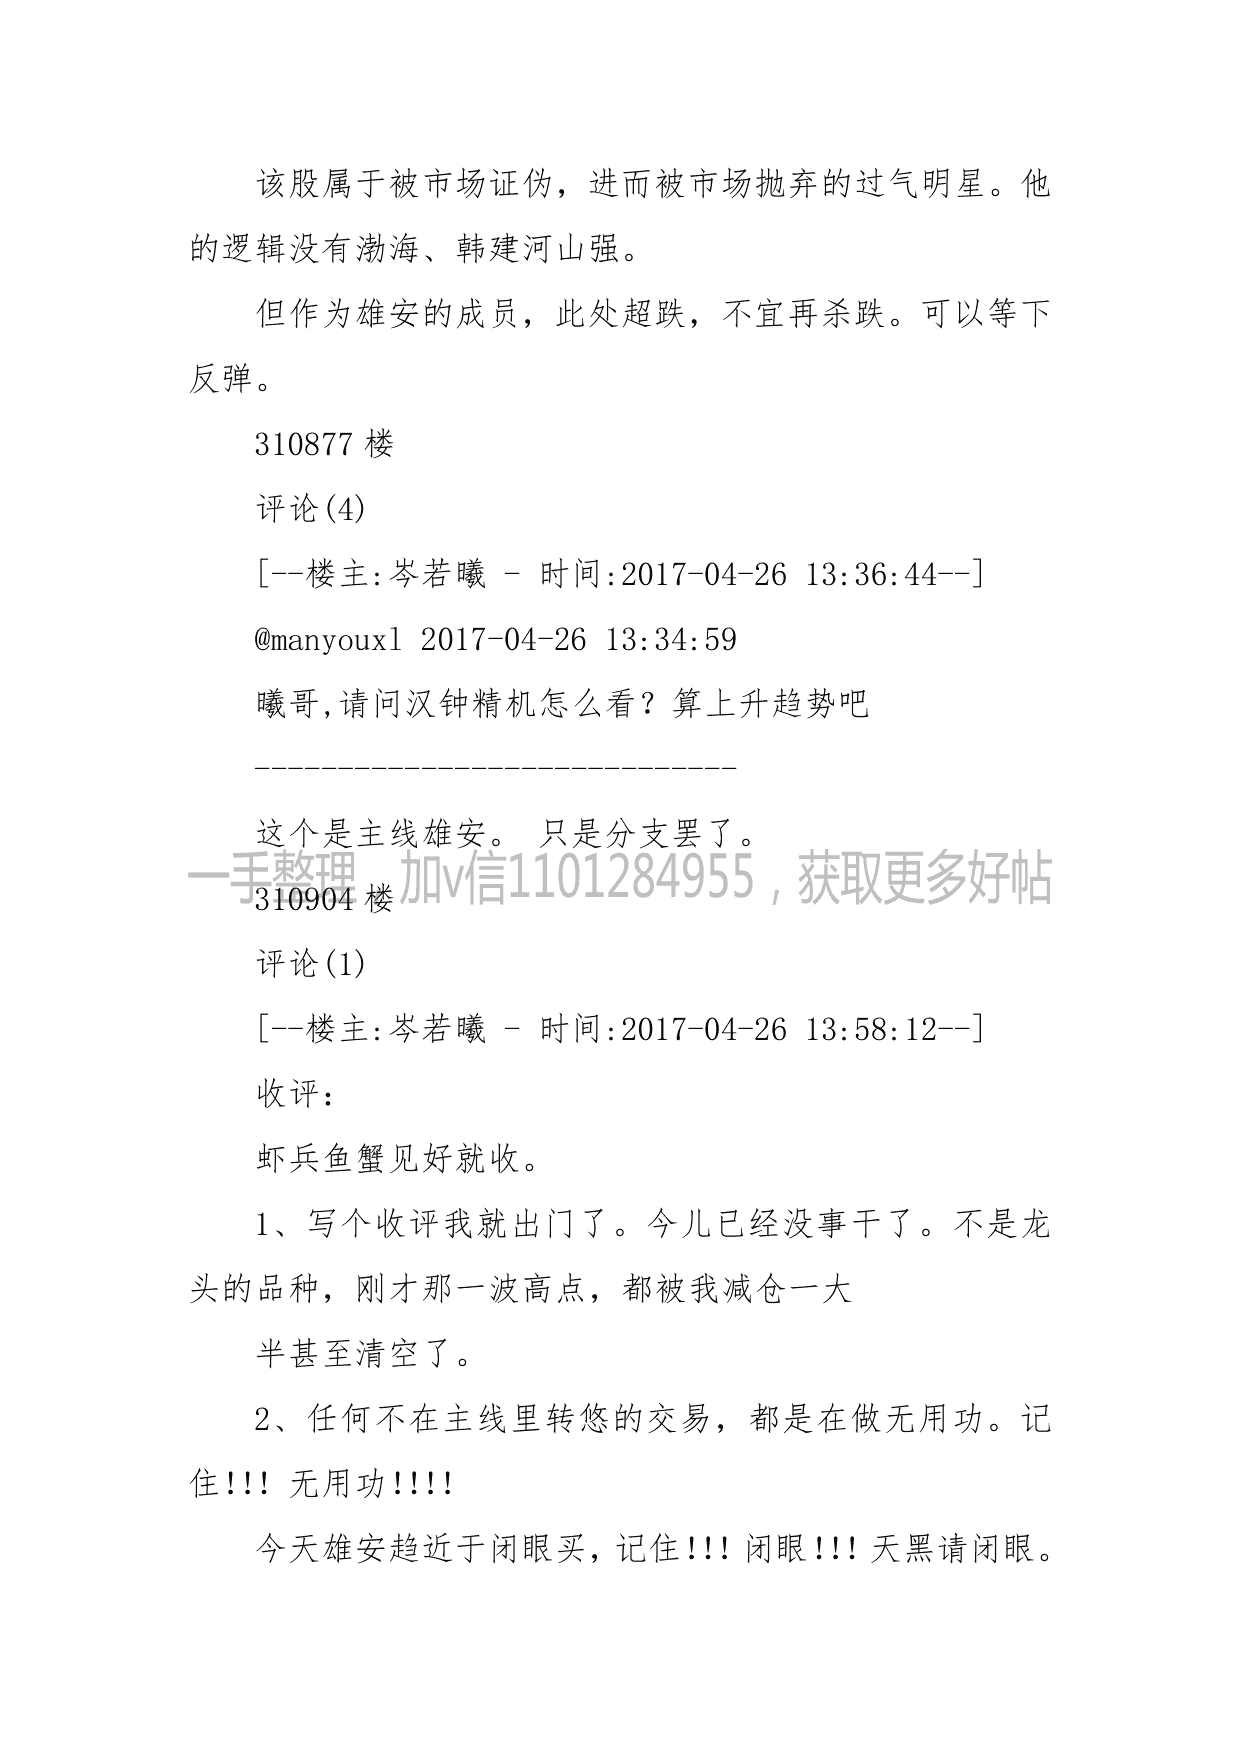 该股属于被市场证伪，进而被市场抛弃的过气明星。他
的逻辑没有渤海、韩建河山强。
但作为雄安的成员，此处超跌，不宜再杀跌。可以等下
反弹。
310877 楼
评论(4)
[--楼主:岑若曦 - 时间:2017-04-26 13:36:44--]
@manyouxl 2017-04-26 13:34:59
曦哥,请问汉钟精机怎么看？算上升趋势吧
-----------------------------
这个是主线雄安。 只是分支罢了。
一手整理，加v信1101284955，获取更多好帖
310904 楼
评论(1)
[--楼主:岑若曦 - 时间:2017-04-26 13:58:12--]
收评：
虾兵鱼蟹见好就收。
1、写个收评我就出门了。今儿已经没事干了。不是龙
头的品种，刚才那一波高点，都被我减仓一大
半甚至清空了。
2、任何不在主线里转悠的交易，都是在做无用功。记
住!!! 无用功!!!!
今天雄安趋近于闭眼买，记住!!! 闭眼!!! 天黑请闭眼。